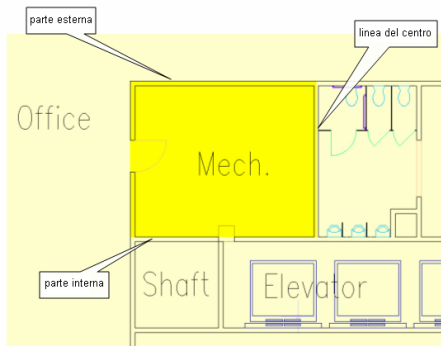 parte esterna
linea del centro
Office
Mech.
parte interna
Shaft
Elevator